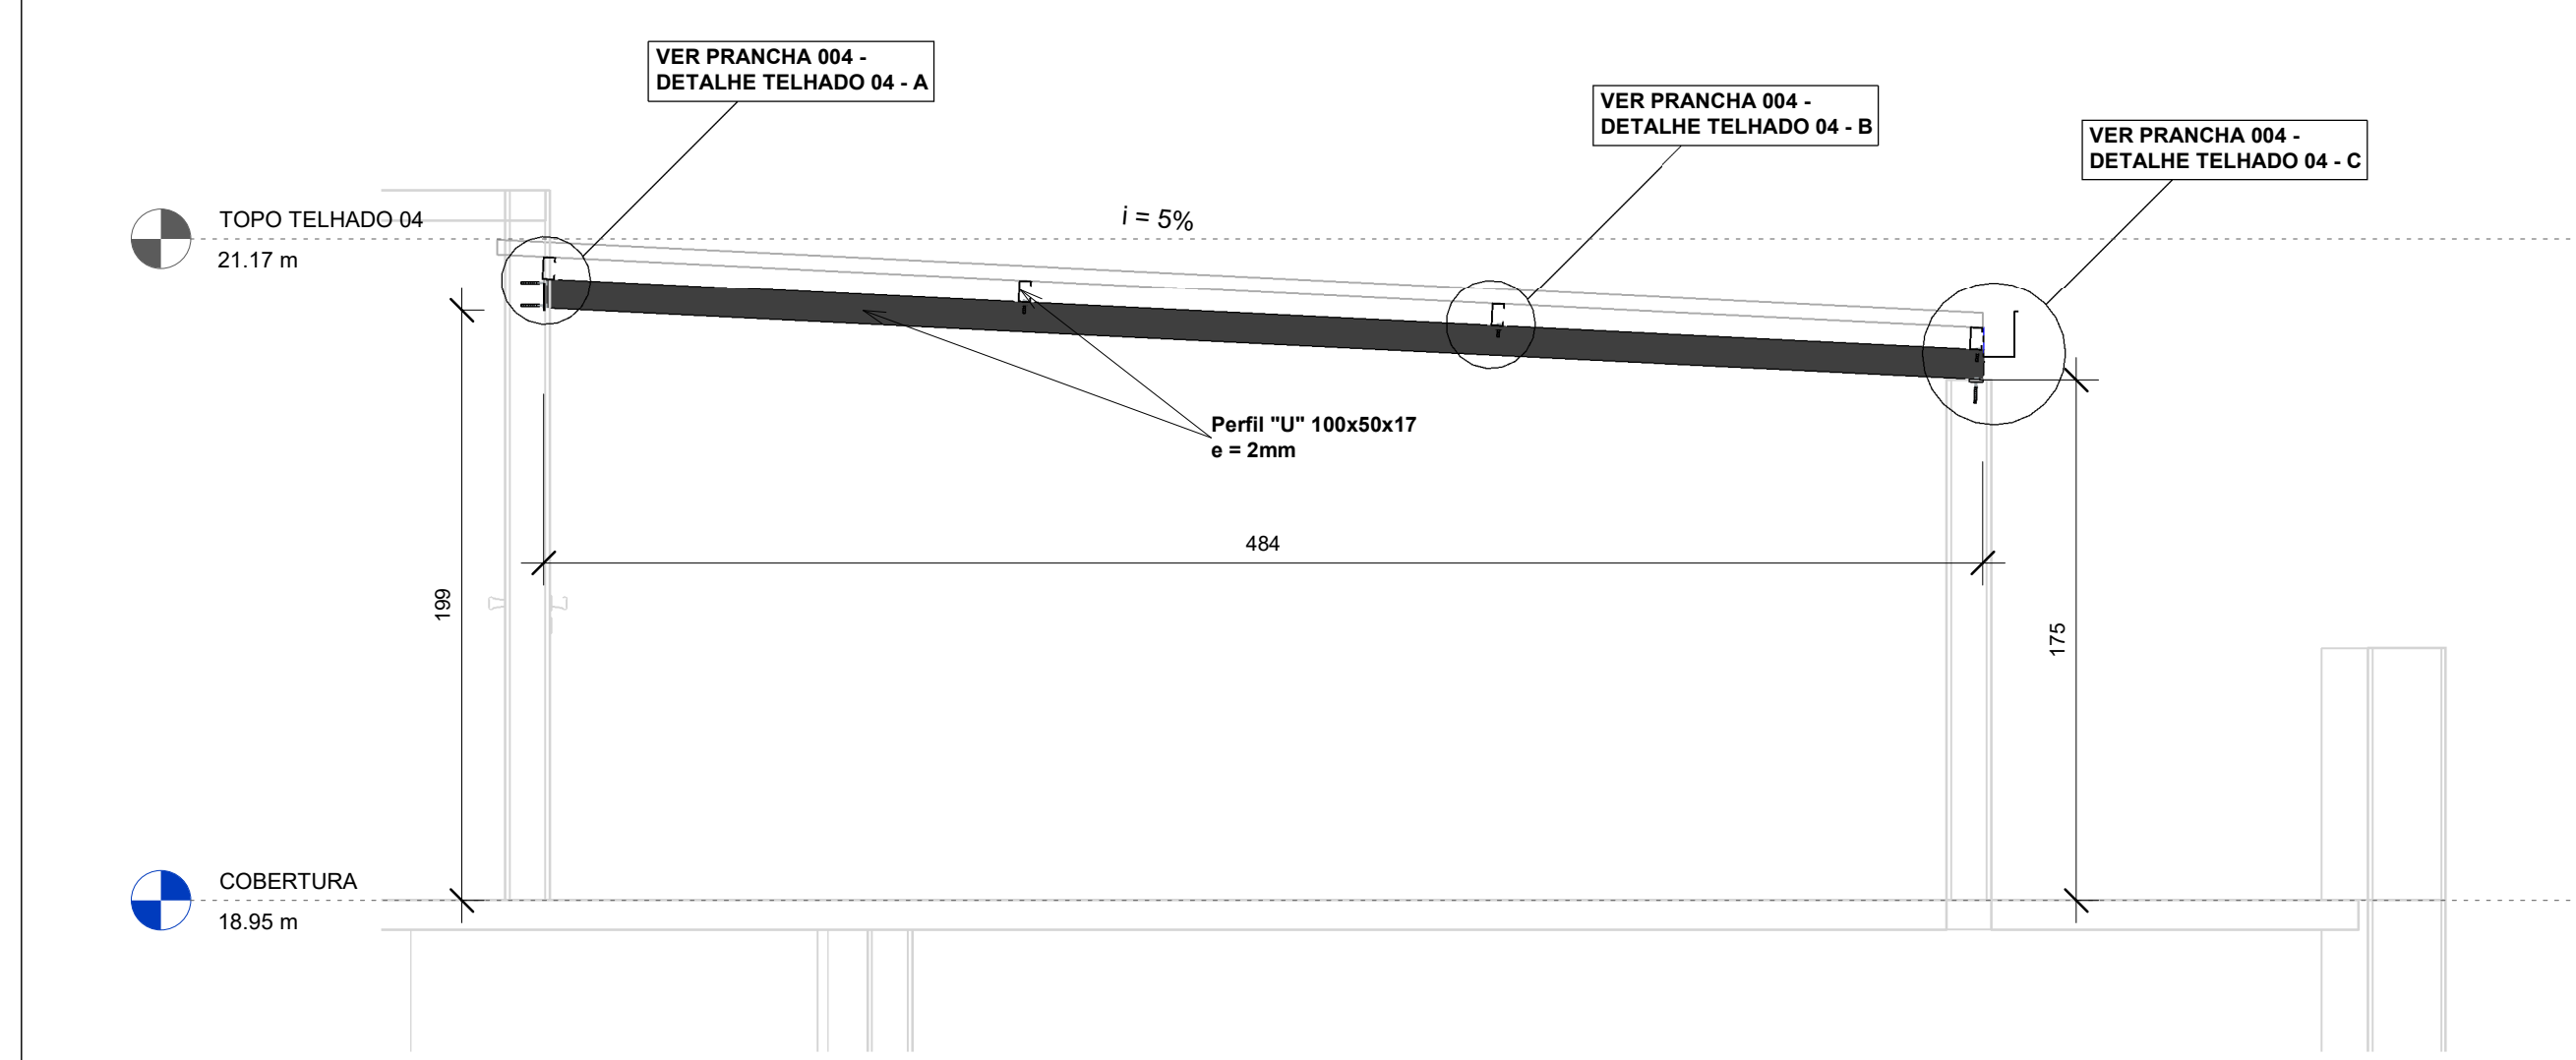 VER PRANCHA 004 -
DETALHE TELHADO 04 - A
VER PRANCHA 004 -
DETALHE TELHADO 04 - B
VER PRANCHA 004 -
DETALHE TELHADO 04 - C
TOPO TELHADO 04
21.17 m
i = 5%
Perfil "U" 100x50x17
e = 2mm
484
199
175
COBERTURA
18.95 m